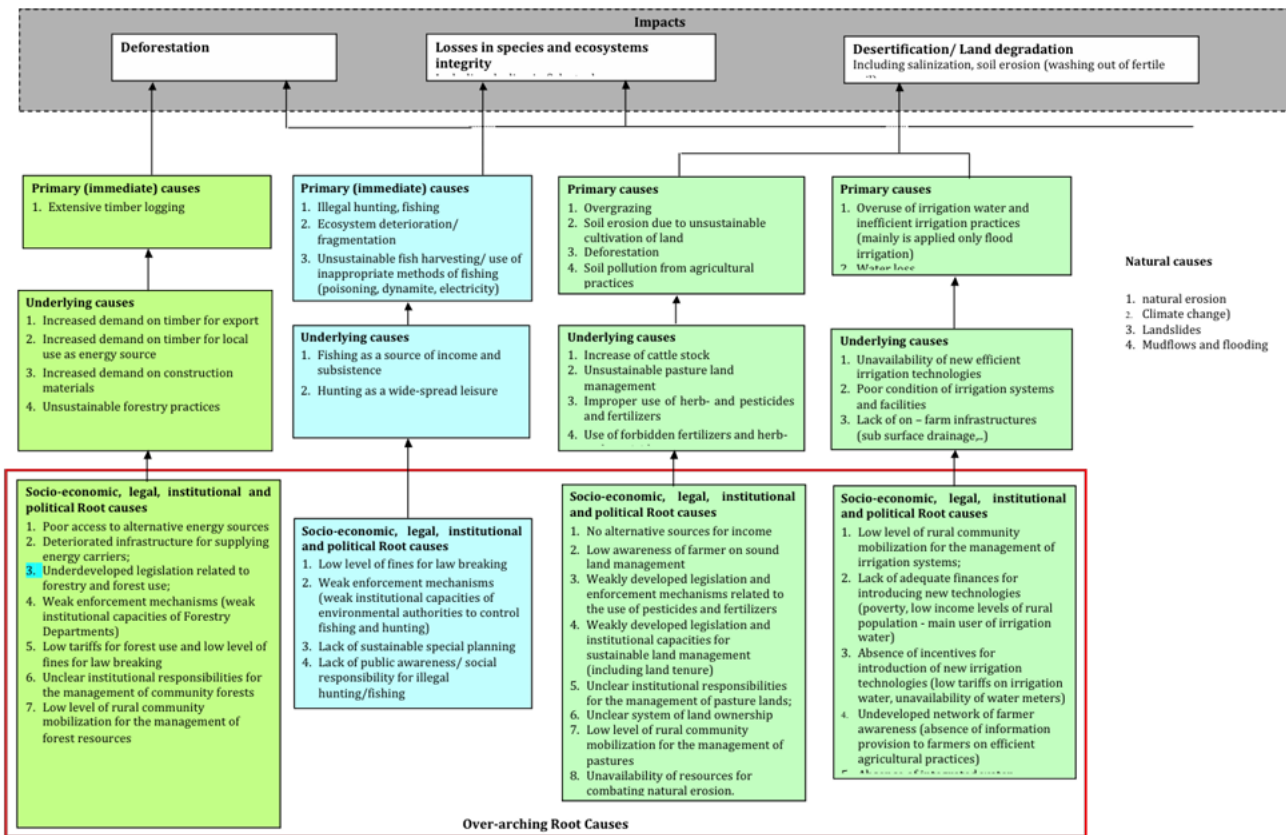 Impacts
Deforestation
Losses in species and ecosystems
integrity
Desertification/ Land degradation
Including salinization, soil erosion (washing out of fertile
Primary (immediate) causes
1. Extensive timber logging
Underlying causes
1. Increased demand on timber for export
2. Increased demand on timber for local
use as energy source
3. Increased demand on construction
materials
4. Unsustainable forestry practices
Socio-economic, legal, institutional and
political Root causes
1. Poor access to alternative energy sources
2. Deteriorated infrastructure for supplying
energy carriers;
3. Underdeveloped legislation related to
forestry and forest use;
4. Weak enforcement mechanisms (weak
institutional capacities of Forestry
Departments)
5. Low tariffs for forest use and low level of
fines for law breaking
6. Unclear institutional responsibilities for
the management of community forests
7. Low level of rural community
mobilization for the management of
forest resources
Primary (immediate) causes
1. Illegal hunting, fishing
2. Ecosystem deterioration/
fragmentation
3. Unsustainable fish harvesting/ use of
inappropriate methods of fishing
(poisoning, dynamite, electricity)
Underlying causes
1. Fishing as a source of income and
subsistence
2. Hunting as a wide-spread leisure
Socio-economic, legal, institutional
and political Root causes
1. Low level of fines for law breaking
2. Weak enforcement mechanisms
(weak institutional capacities of
environmental authorities to control
fishing and hunting)
3. Lack of sustainable special planning
4. Lack of public awareness/ social
responsibility for illegal
hunting/fishing
Primary causes
1. Overgrazing
2. Soil erosion due to unsustainable
cultivation of land
3. Deforestation
4. Soil pollution from agricultural
practices
Underlying causes
1. Increase of cattle stock
2. Unsustainable pasture land
management
3. Improper use of herb- and pesticides
and fertilizers
4. Use of forbidden fertilizers and herb-
Socio-economic, legal, institutional
and political Root causes
1. No alternative sources for income
2. Low awareness of farmer on sound
land management
3. Weakly developed legislation and
enforcement mechanisms related to
the use of pesticides and fertilizers
4. Weakly developed legislation and
institutional capacities for
sustainable land management
(including land tenure)
5. Unclear institutional responsibilities
for the management of pasture lands;
6. Unclear system of land ownership
7. Low level of rural community
mobilization for the management of
pastures
8. Unavailability of resources for
combating natural erosion.
Primary causes
1. Overuse of irrigation water and
inefficient irrigation practices
(mainly is applied only flood
irrigation)
2. Water loss
Underlying causes
1. Unavailability of new efficient
irrigation technologies
2. Poor condition of irrigation systems
and facilities
3. Lack of on – farm infrastructures
(sub surface drainage,..)
Socio-economic, legal, institutional
and political Root causes
1. Low level of rural community
mobilization for the management of
irrigation systems;
2. Lack of adequate finances for
introducing new technologies
(poverty, low income levels of rural
population - main user of irrigation
water)
3. Absence of incentives for
introduction of new irrigation
technologies (low tariffs on irrigation
water, unavailability of water meters)
4. Undeveloped network of farmer
awareness (absence of information
provision to farmers on efficient
agricultural practices)
5. Absence of integrated water
Natural causes
1. natural erosion
2. Climate change)
3. Landslides
4. Mudflows and flooding
Over-arching Root Causes